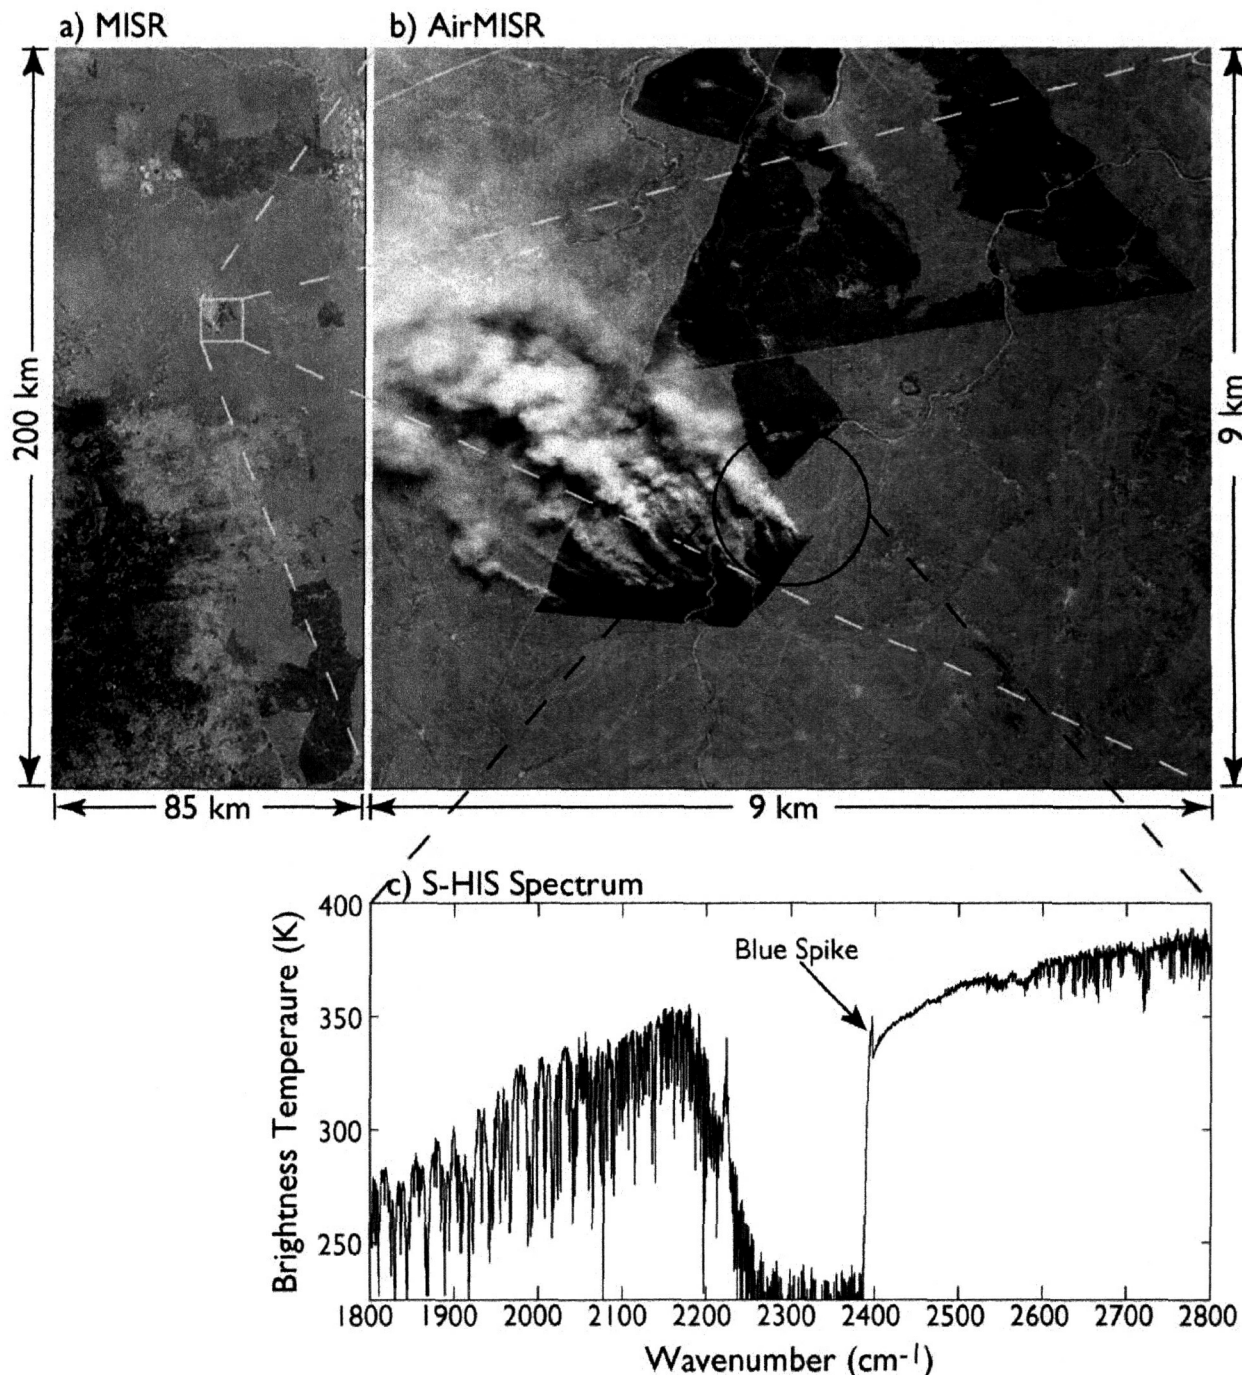 a) MISR
b) AirMISR
200 km
9 km
85 km
9 km
c) S-HIS Spectrum
Brightness Temperaure (K)
400
350
300
250
Blue Spike
1800 1900 2000 2100 2200 2300 2400 2500 2600 2700 2800
Wavenumber (cm-1)